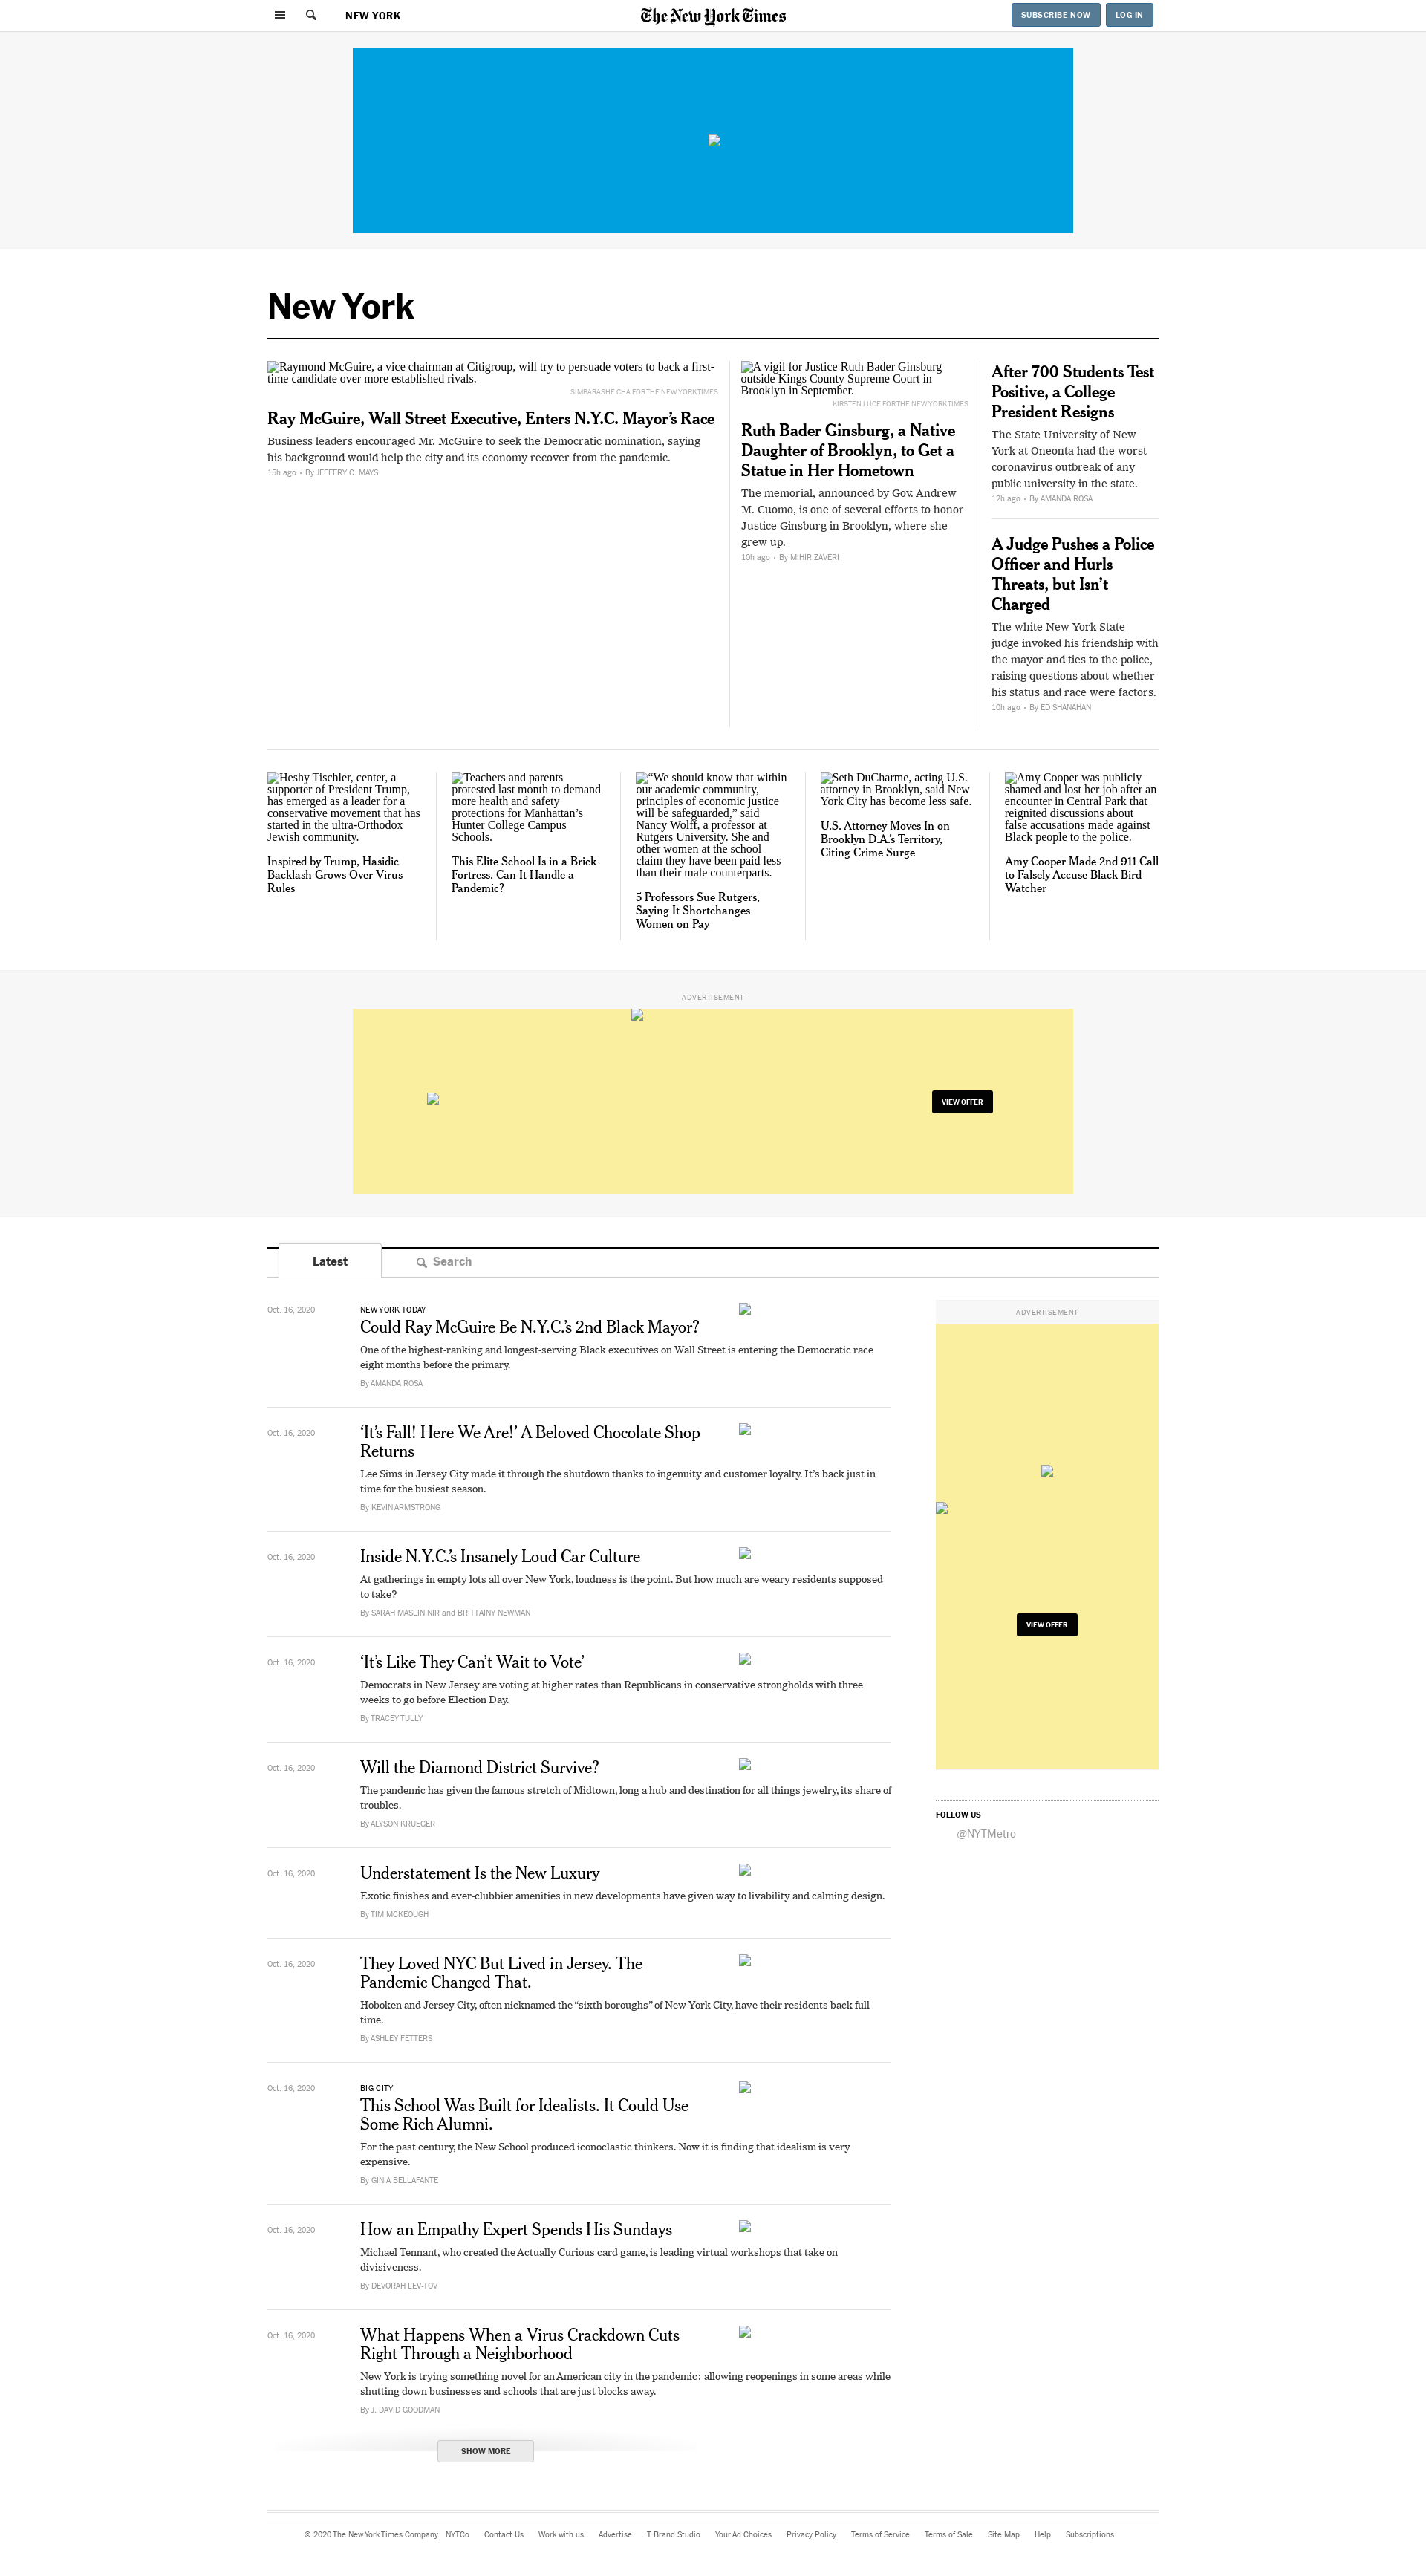 NEW YORK
The New York Times
SUBSCRIBE NOW
LOG IN
New York
Raymond McGuire, a vice chairman at Citigroup, will try to persuade voters to back a first-
time candidate over more established rivals.
SIMBARASHE CHA FOR THE NEW YORK TIMES
Ray McGuire, Wall Street Executive, Enters N.Y.C. Mayor’s Race
Business leaders encouraged Mr. McGuire to seek the Democratic nomination, saying
his background would help the city and its economy recover from the pandemic.
15h ago • By JEFFERY C. MAYS
A vigil for Justice Ruth Bader Ginsburg
outside Kings County Supreme Court in
Brooklyn in September.
KIRSTEN LUCE FOR THE NEW YORK TIMES
Ruth Bader Ginsburg, a Native
Daughter of Brooklyn, to Get a
Statue in Her Hometown
The memorial, announced by Gov. Andrew
M. Cuomo, is one of several efforts to honor
Justice Ginsburg in Brooklyn, where she
grew up.
10h ago • By MIHIR ZAVERI
After 700 Students Test
Positive, a College
President Resigns
The State University of New
York at Oneonta had the worst
coronavirus outbreak of any
public university in the state.
12h ago • By AMANDA ROSA
A Judge Pushes a Police
Officer and Hurls
Threats, but Isn’t
Charged
The white New York State
judge invoked his friendship with
the mayor and ties to the police,
raising questions about whether
his status and race were factors.
10h ago • By ED SHANAHAN
Heshy Tischler, center, a
supporter of President Trump,
has emerged as a leader for a
conservative movement that has
started in the ultra-Orthodox
Jewish community.
Inspired by Trump, Hasidic
Backlash Grows Over Virus
Rules
Teachers and parents
protested last month to demand
more health and safety
protections for Manhattan’s
Hunter College Campus
Schools.
This Elite School Is in a Brick
Fortress. Can It Handle a
Pandemic?
“We should know that within
our academic community,
principles of economic justice
will be safeguarded,” said
Nancy Wolff, a professor at
Rutgers University. She and
other women at the school
claim they have been paid less
than their male counterparts.
5 Professors Sue Rutgers,
Saying It Shortchanges
Women on Pay
Seth DuCharme, acting U.S.
attorney in Brooklyn, said New
York City has become less safe.
U.S. Attorney Moves In on
Brooklyn D.A.’s Territory,
Citing Crime Surge
Amy Cooper was publicly
shamed and lost her job after an
encounter in Central Park that
reignited discussions about
false accusations made against
Black people to the police.
Amy Cooper Made 2nd 911 Call
to Falsely Accuse Black Bird-
Watcher
ADVERTISEMENT
VIEW OFFER
Latest
Search
Oct. 16, 2020
NEW YORK TODAY
Could Ray McGuire Be N.Y.C.’s 2nd Black Mayor?
One of the highest-ranking and longest-serving Black executives on Wall Street is entering the Democratic race
eight months before the primary.
By AMANDA ROSA
Oct. 16, 2020
‘It’s Fall! Here We Are!’ A Beloved Chocolate Shop
Returns
Lee Sims in Jersey City made it through the shutdown thanks to ingenuity and customer loyalty. It’s back just in
time for the busiest season.
By KEVIN ARMSTRONG
Oct. 16, 2020
Inside N.Y.C.’s Insanely Loud Car Culture
At gatherings in empty lots all over New York, loudness is the point. But how much are weary residents supposed
to take?
By SARAH MASLIN NIR and BRITTAINY NEWMAN
Oct. 16, 2020
‘It’s Like They Can’t Wait to Vote’
Democrats in New Jersey are voting at higher rates than Republicans in conservative strongholds with three
weeks to go before Election Day.
By TRACEY TULLY
Oct. 16, 2020
Will the Diamond District Survive?
The pandemic has given the famous stretch of Midtown, long a hub and destination for all things jewelry, its share of
troubles.
By ALYSON KRUEGER
Oct. 16, 2020
Understatement Is the New Luxury
Exotic finishes and ever-clubbier amenities in new developments have given way to livability and calming design.
By TIM MCKEOUGH
Oct. 16, 2020
They Loved NYC But Lived in Jersey. The
Pandemic Changed That.
Hoboken and Jersey City, often nicknamed the “sixth boroughs” of New York City, have their residents back full
time.
By ASHLEY FETTERS
Oct. 16, 2020
BIG CITY
This School Was Built for Idealists. It Could Use
Some Rich Alumni.
For the past century, the New School produced iconoclastic thinkers. Now it is finding that idealism is very
expensive.
By GINIA BELLAFANTE
Oct. 16, 2020
How an Empathy Expert Spends His Sundays
Michael Tennant, who created the Actually Curious card game, is leading virtual workshops that take on
divisiveness.
By DEVORAH LEV-TOV
Oct. 16, 2020
What Happens When a Virus Crackdown Cuts
Right Through a Neighborhood
New York is trying something novel for an American city in the pandemic: allowing reopenings in some areas while
shutting down businesses and schools that are just blocks away.
By J. DAVID GOODMAN
SHOW MORE
ADVERTISEMENT
VIEW OFFER
FOLLOW US
@NYTMetro
© 2020 The New York Times Company NYTCo Contact Us Work with us Advertise T Brand Studio Your Ad Choices Privacy Policy Terms of Service Terms of Sale Site Map Help Subscriptions